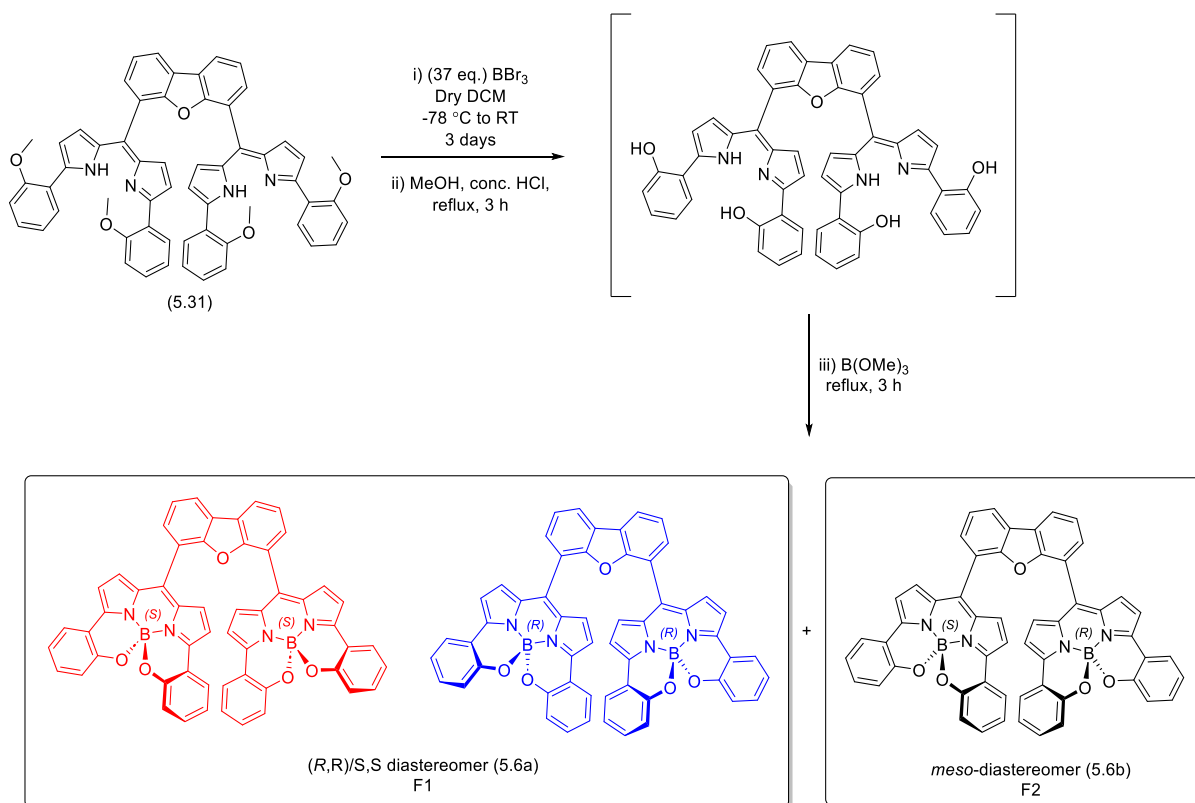 i) (37 eq.) BBr₃
Dry DCM
-78 °C to RT
3 days
ii) MeOH, conc. HCl,
reflux, 3 h
O
O
NH
N
NH
N
O
O
O
O
(5.31)
O
HO
NH
N
NH
N
OH
HO
OH
iii) B(OMe)₃
reflux, 3 h
O
(S)
(S)
N
B
N
N
B
N
O
O
O
O
O
(R)
(R)
N
B
N
N
B
N
O
O
O
O
(R,R)/S,S diastereomer (5.6a)
F1
+
O
(S)
(R)
N
B
N
N
B
N
O
O
O
O
meso-diastereomer (5.6b)
F2